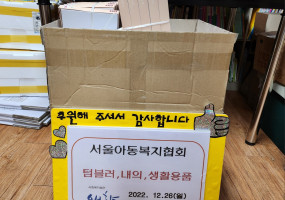 후원해 주셔서 감사합니다
서울아동복지협회
텀블러, 내의, 생활용품
2022. 12. 26(월)